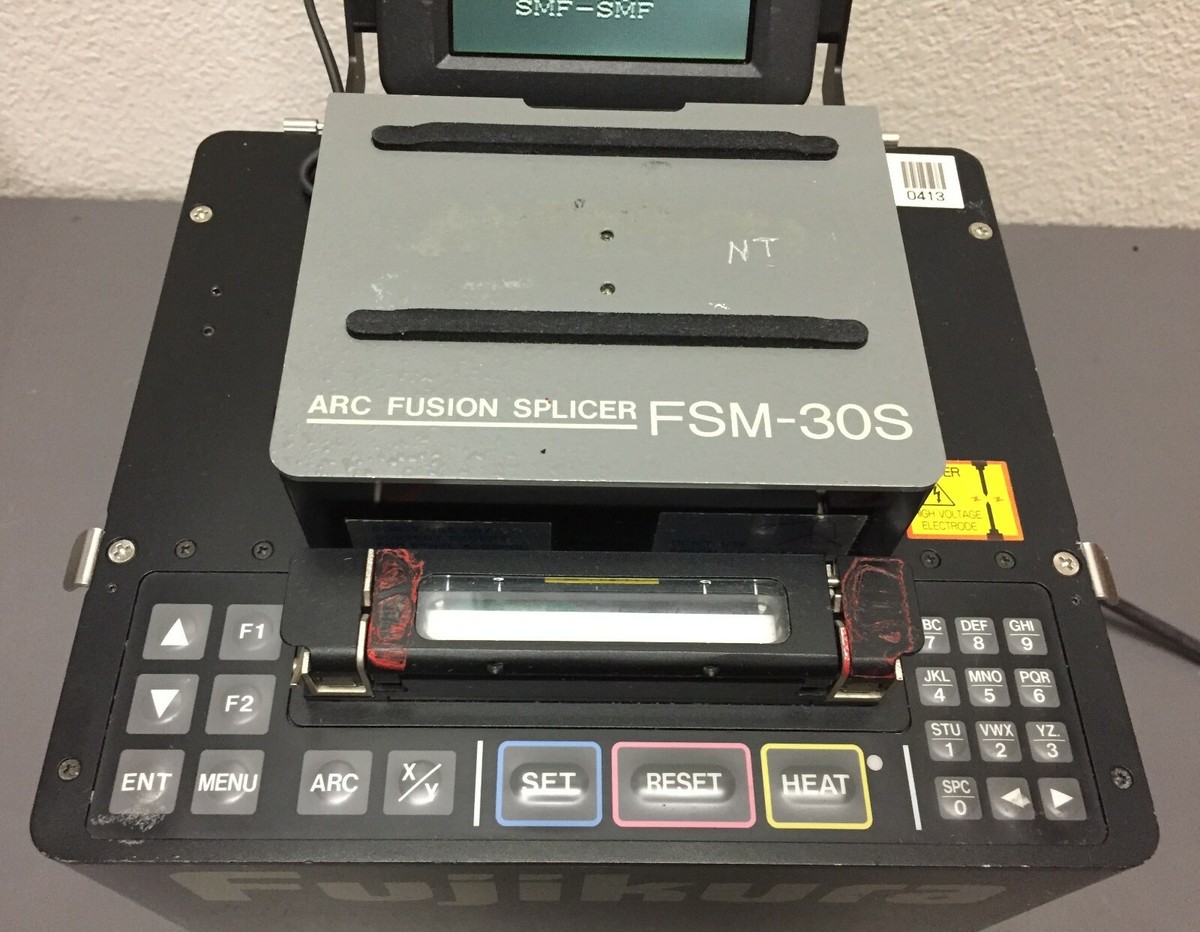 SMF-SMF
0413
NT
ARC FUSION SPLICER FSM-30S
HIGH VOLTAGE
ELECTRODE
F1
BC
7
DEF
8
GHI
9
F2
JKL
4
MNO
5
PQR
6
STU
1
VWX
2
YZ.
3
ENT
MENU
ARC
X/Y
SET
RESET
HEAT
SPC
0
Fujikura